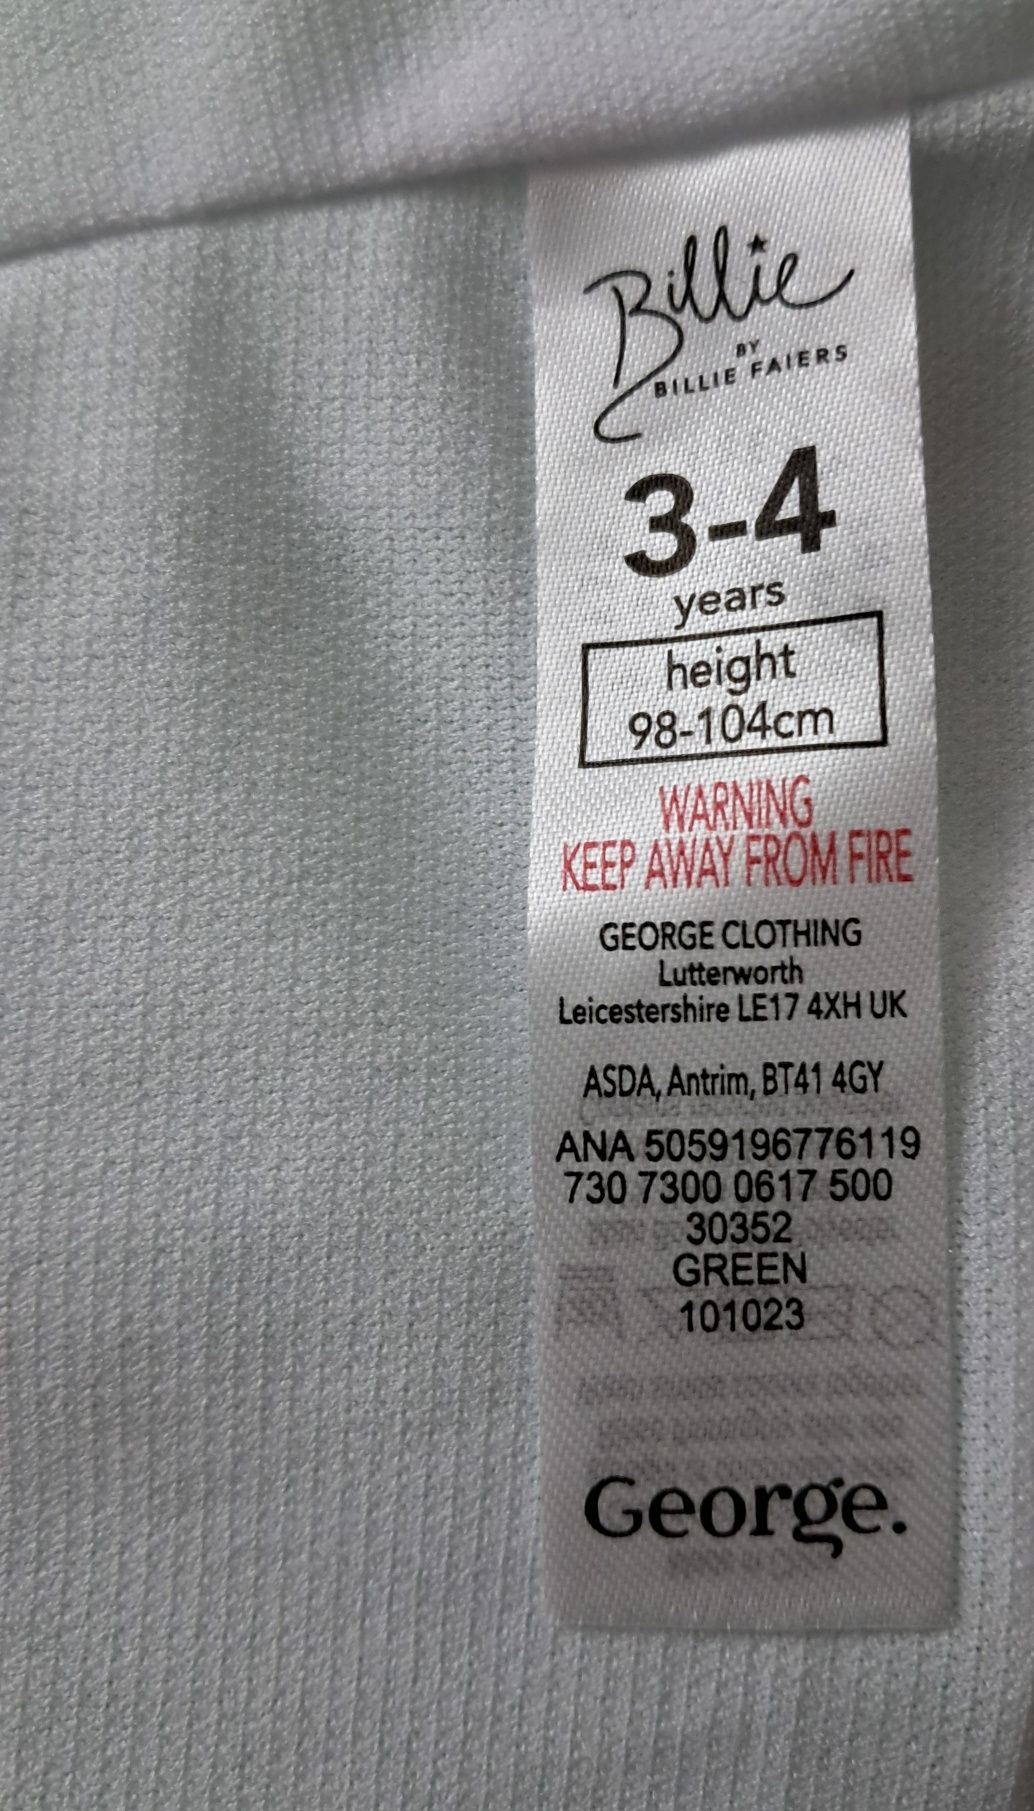 Billie
BY
BILLIE FAIERS
3-4
years
height
98-104cm
WARNING
KEEP AWAY FROM FIRE
GEORGE CLOTHING
Lutterworth
Leicestershire LE17 4XH UK
ASDA, Antrim, BT41 4GY
ANA 5059196776119
730 7300 0617 500
30352
GREEN
101023
George.